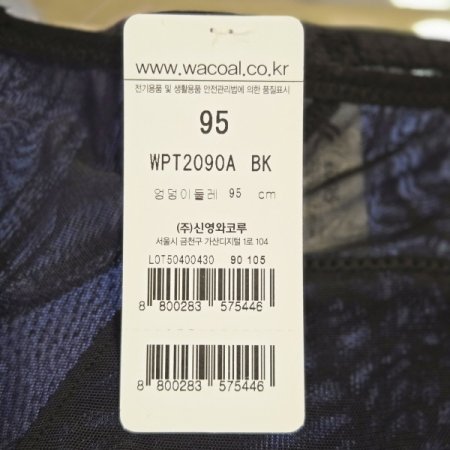 www.wacoal.co.kr
전기용품 및 생활용품 안전관리법에 의한 품질표시
95
WPT2090A BK
엉덩이둘레 95 cm
(주)신영와코루
서울시 금천구 가산디지털 1로 104
LOT50400430 90 105
8 800283 575446
8 800283 575446